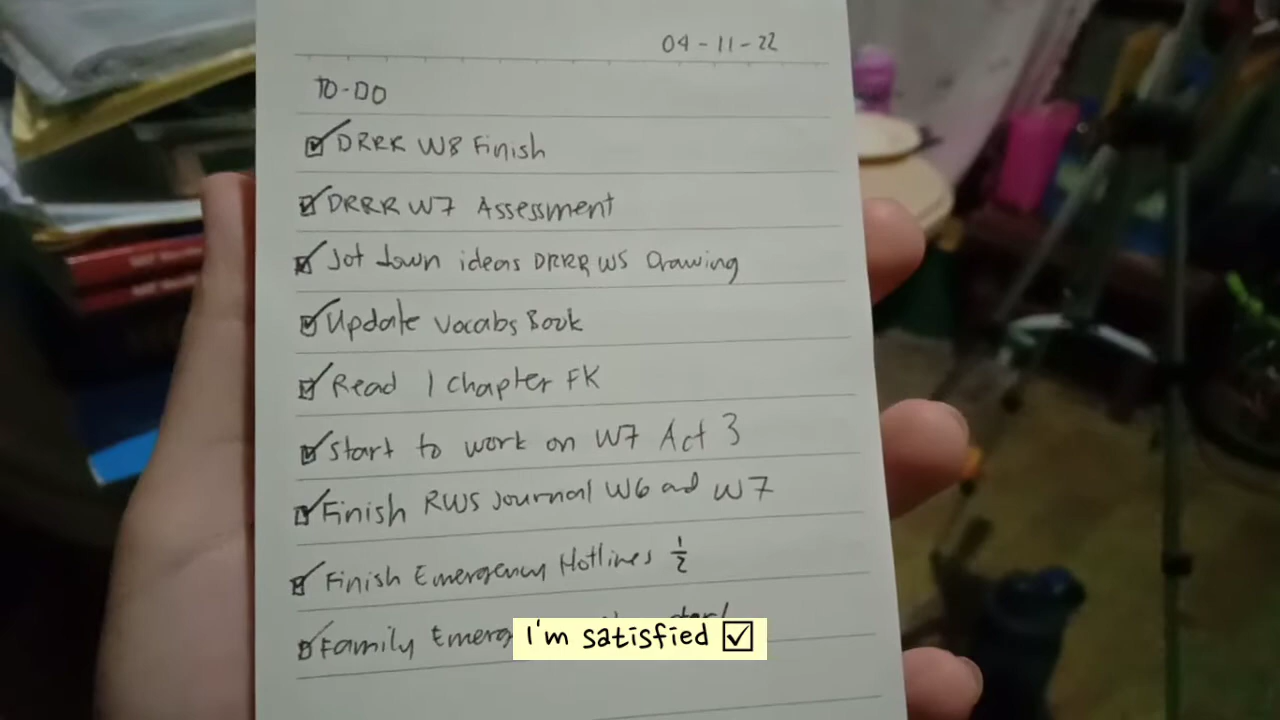 04-11-22
TO-DO
☑ DRRR W8 Finish
☑ DRRR W7 Assessment
☑ Jot down ideas DRRR W5 Drawing
☑ Update Vocabs Book
☑ Read 1 Chapter FK
☑ Start to work on W7 Act 3
☑ Finish RWS Journal W6 and W7
☑ Finish Emergency Hotlines 1/2
☑ Family
I'm satisfied ☑